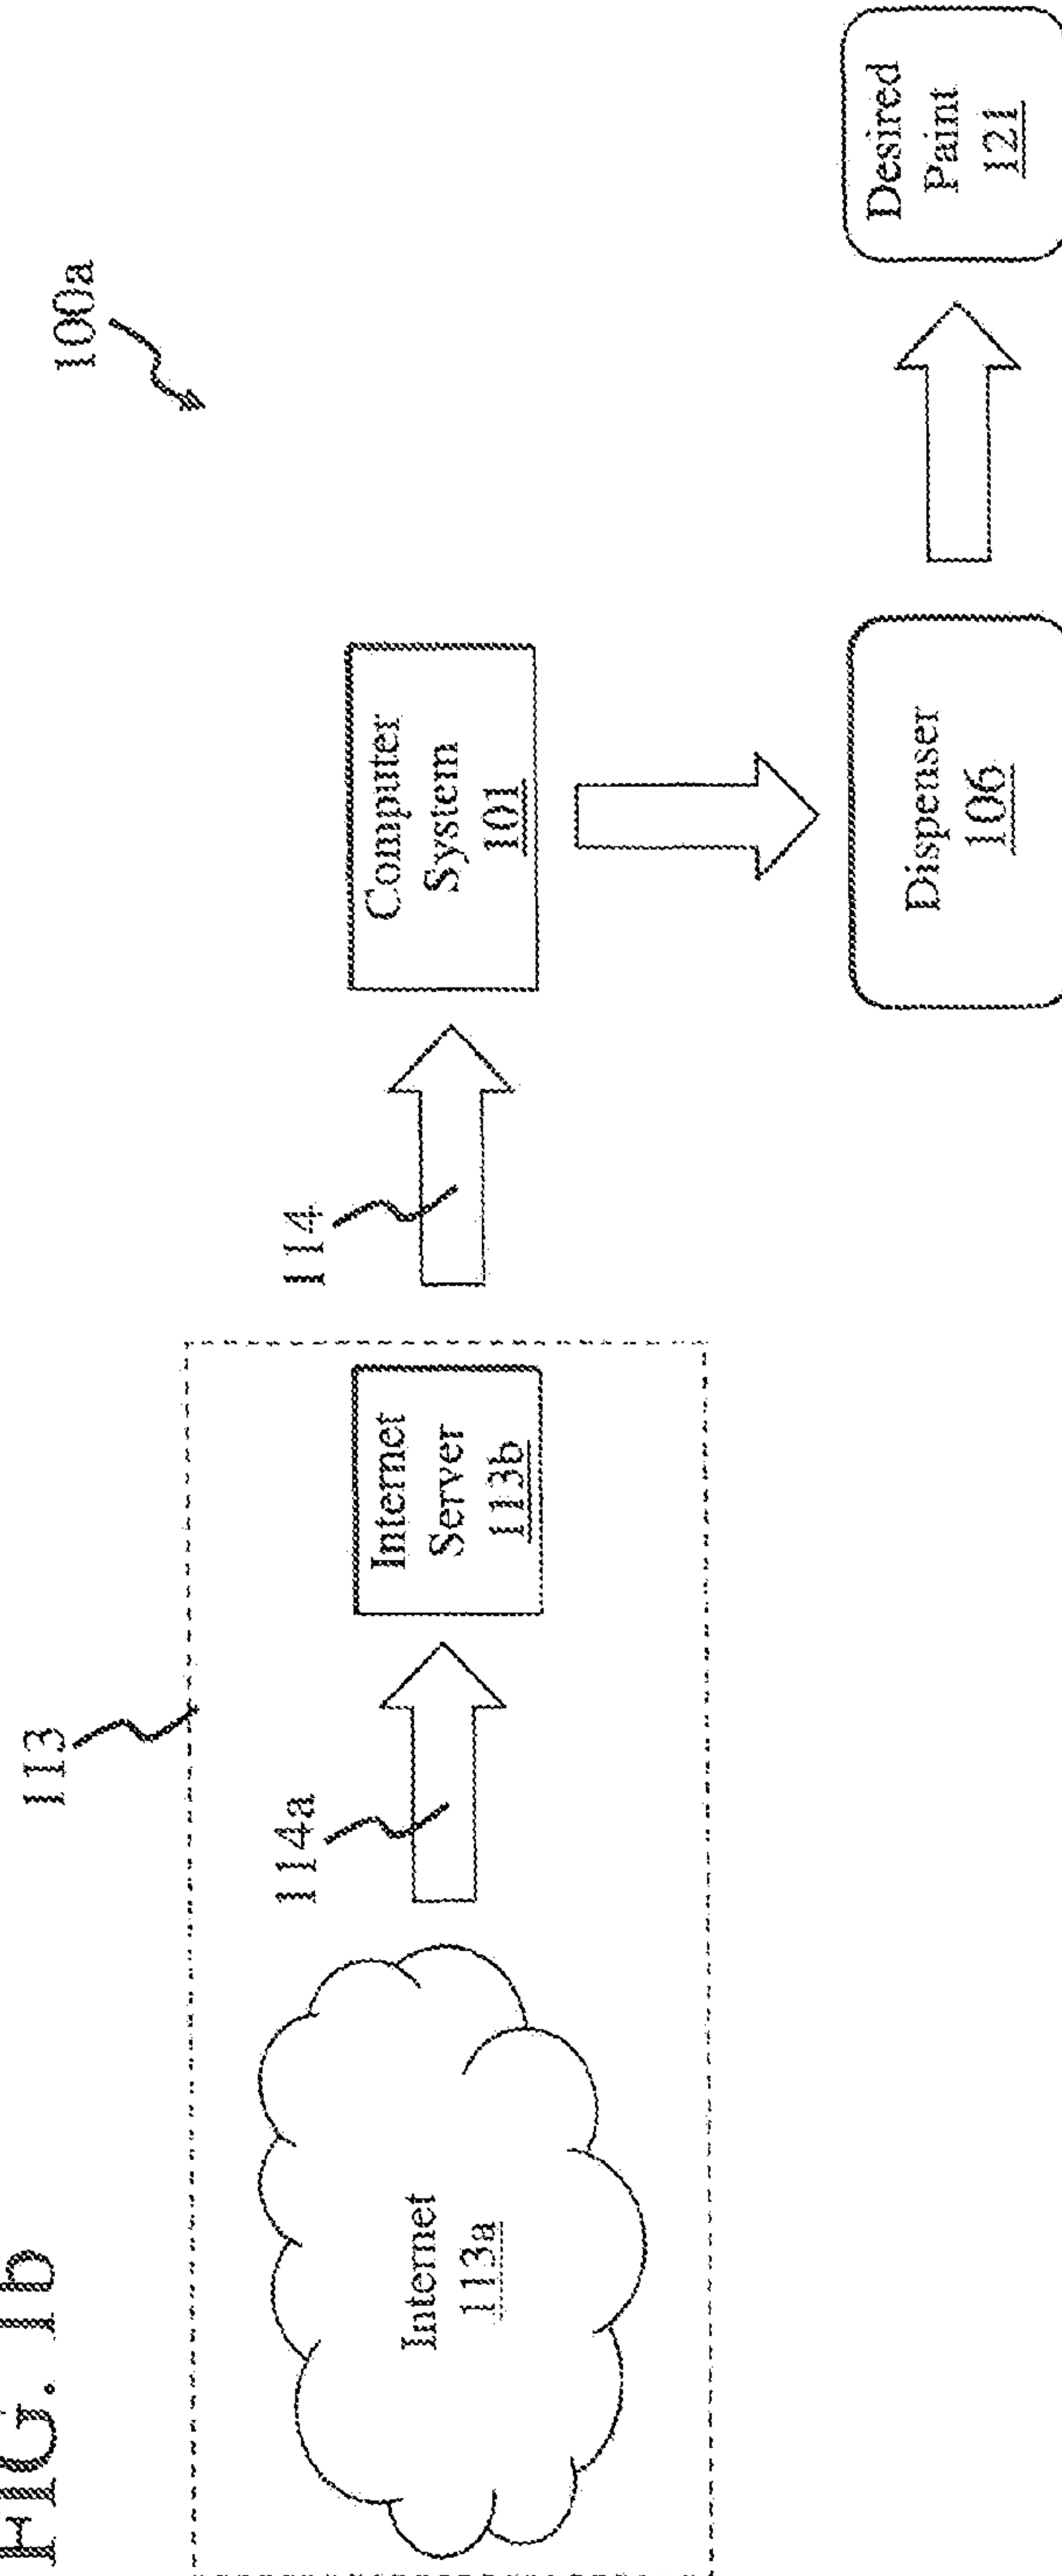 FIG. 1b
100a
113
114a
114
Internet
113a
Internet
Server
113b
Computer
System
101
Dispenser
106
Desired
Paint
121